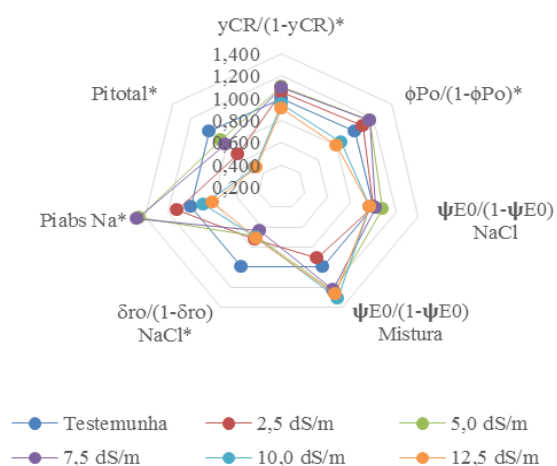 yCR/(1-yCR)*
1,400
1,200
1,000
0,800
0,600
0,400
0,200
ϕPo/(1-ϕPo)*
ψE0/(1-ψE0)
NaCl
ψE0/(1-ψE0)
Mistura
δro/(1-δro)
NaCl*
Piabs Na*
Pitotal*
Testemunha
2,5 dS/m
5,0 dS/m
7,5 dS/m
10,0 dS/m
12,5 dS/m